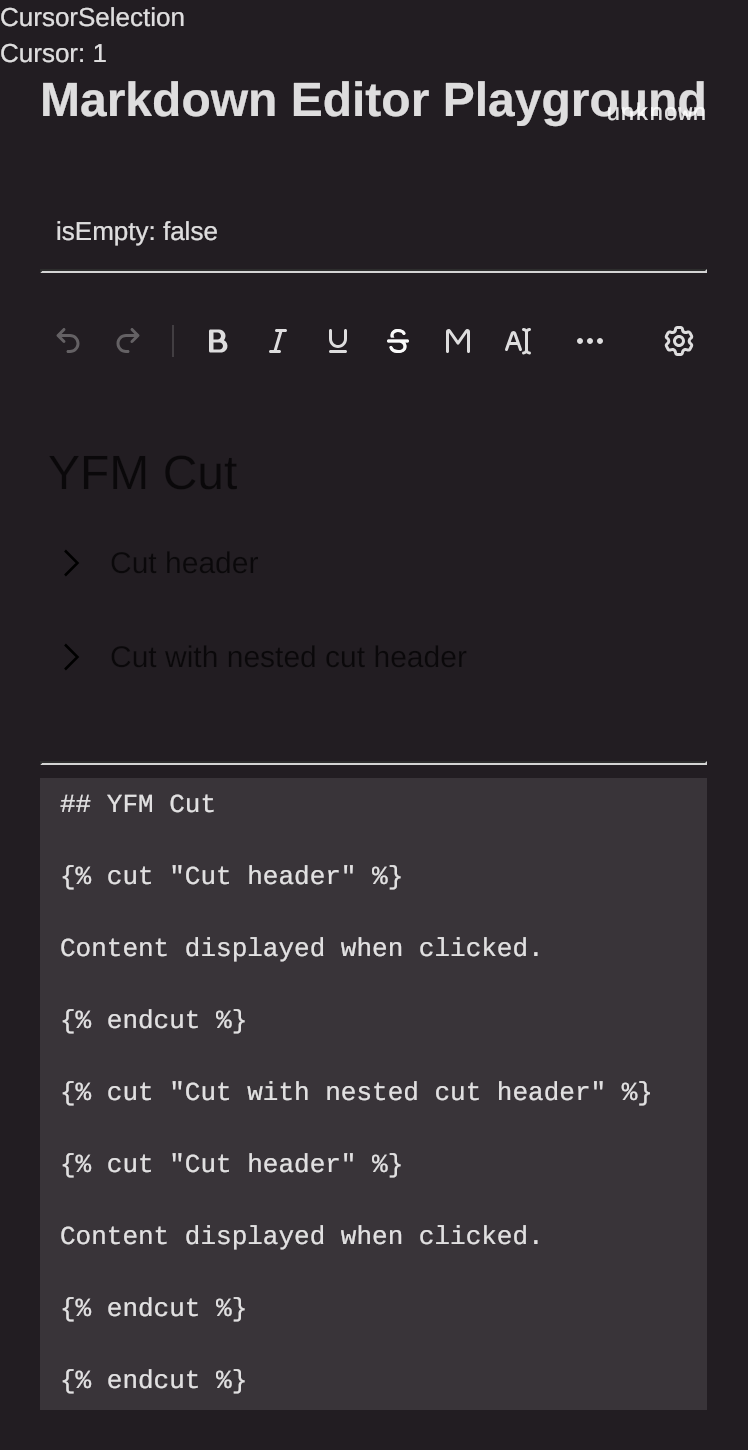 CursorSelection
Cursor: 1
Markdown Editor Playground
unknown
isEmpty: false
YFM Cut
Cut header
Cut with nested cut header
## YFM Cut
{% cut "Cut header" %}
Content displayed when clicked.
{% endcut %}
{% cut "Cut with nested cut header" %}
{% cut "Cut header" %}
Content displayed when clicked.
{% endcut %}
{% endcut %}